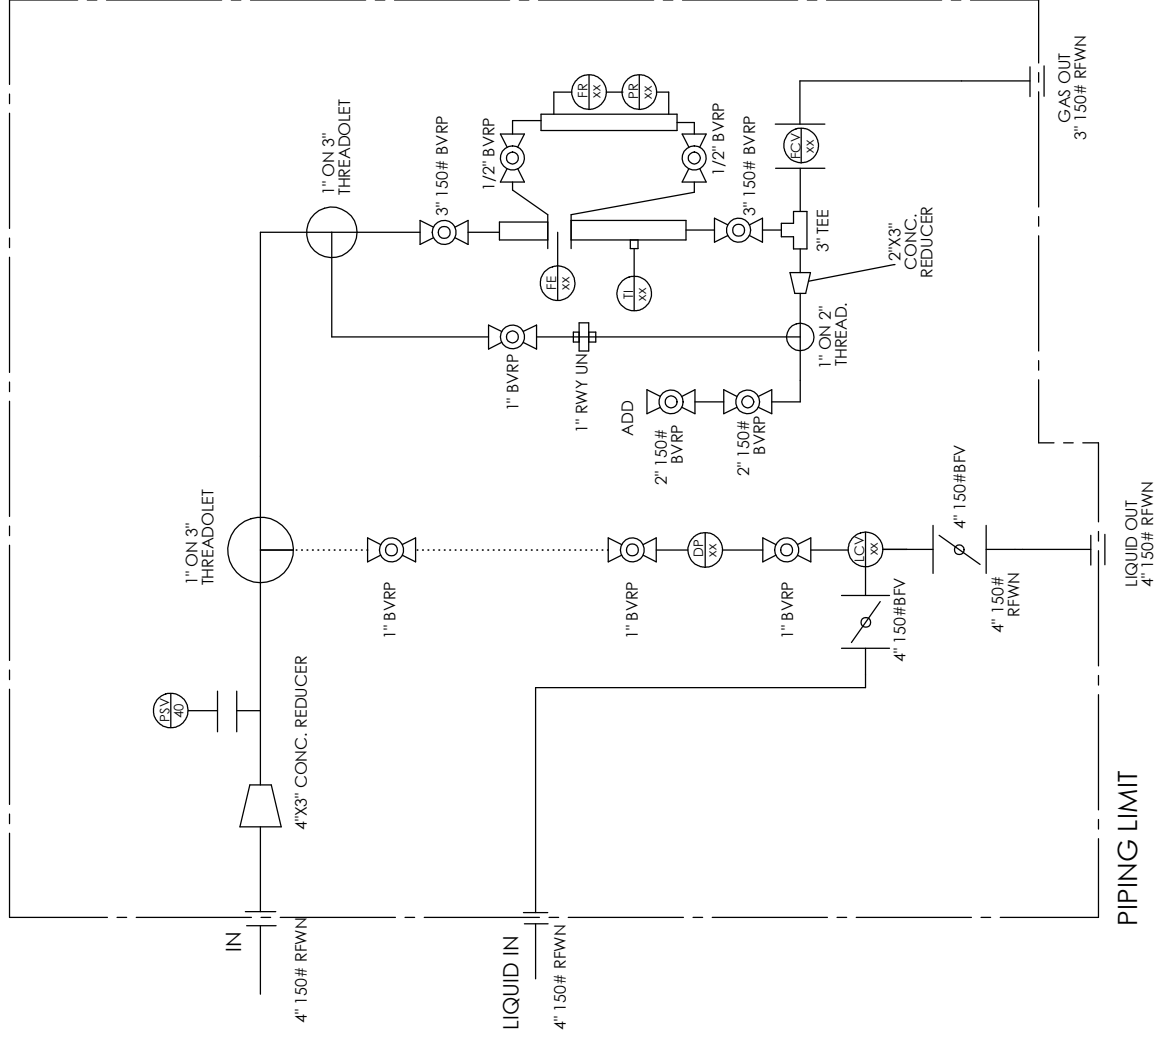 1" ON 3"
THREADOLET
3" 150# BVRP
1/2" BVRP
FR
xx
PR
xx
1/2" BVRP
3" 150# BVRP
FCV
xx
GAS OUT
3" 150# RFWN
FE
xx
TI
xx
3" TEE
2"X3"
CONC.
REDUCER
1" BVRP
1" RWY UN
1" ON 2"
THREAD.
ADD
2" 150#
BVRP
2" 150#
BVRP
1" ON 3"
THREADOLET
1" BVRP
1" BVRP
DP
xx
1" BVRP
LCV
xx
4" 150#BFV
4" 150#BFV
4" 150#
RFWN
LIQUID OUT
4" 150# RFWN
PSV
40
4"X3" CONC. REDUCER
IN
4" 150# RFWN
LIQUID IN
4" 150# RFWN
PIPING LIMIT